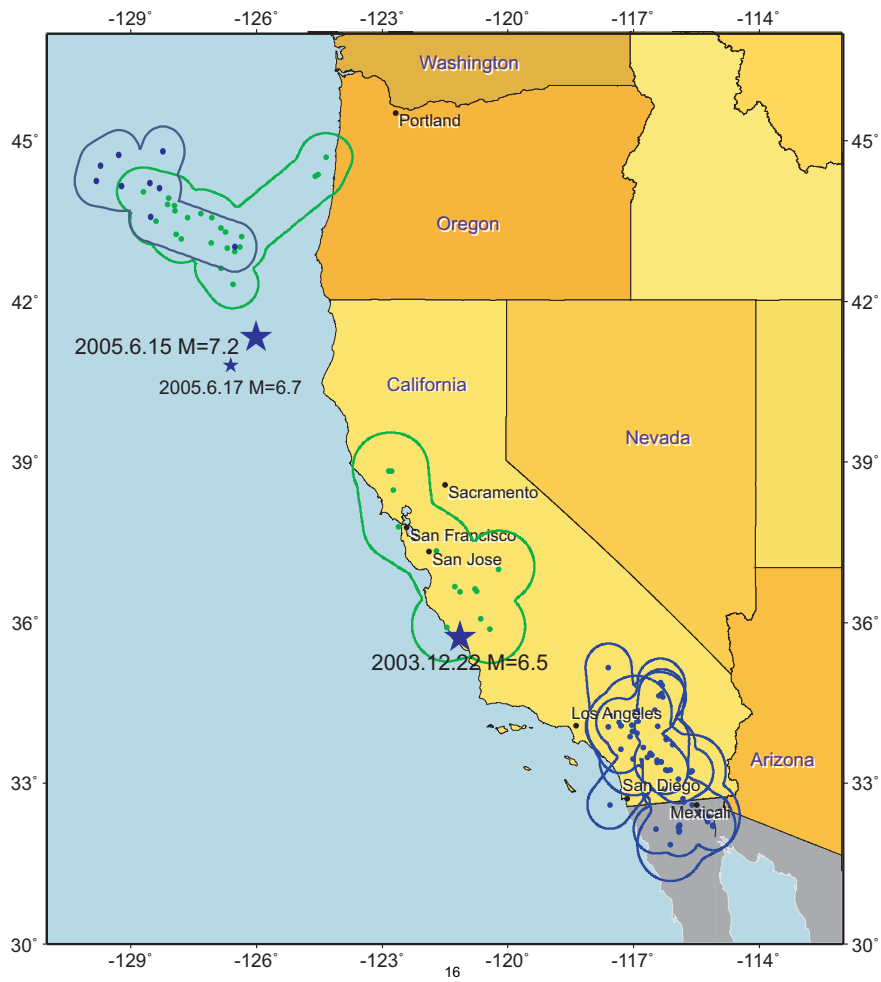 -129˚ -126˚ -123˚ -120˚ -117˚ -114˚
Washington
Portland
45˚ 45˚
Oregon
42˚ 42˚
2005.6.15 M=7.2
2005.6.17 M=6.7
California
Nevada
39˚ 39˚
Sacramento
San Francisco
San Jose
36˚ 36˚
2003.12.22 M=6.5
Los Angeles
Arizona
33˚ 33˚
San Diego
Mexicali
30˚ 30˚
-129˚ -126˚ -123˚ -120˚ -117˚ -114˚
16